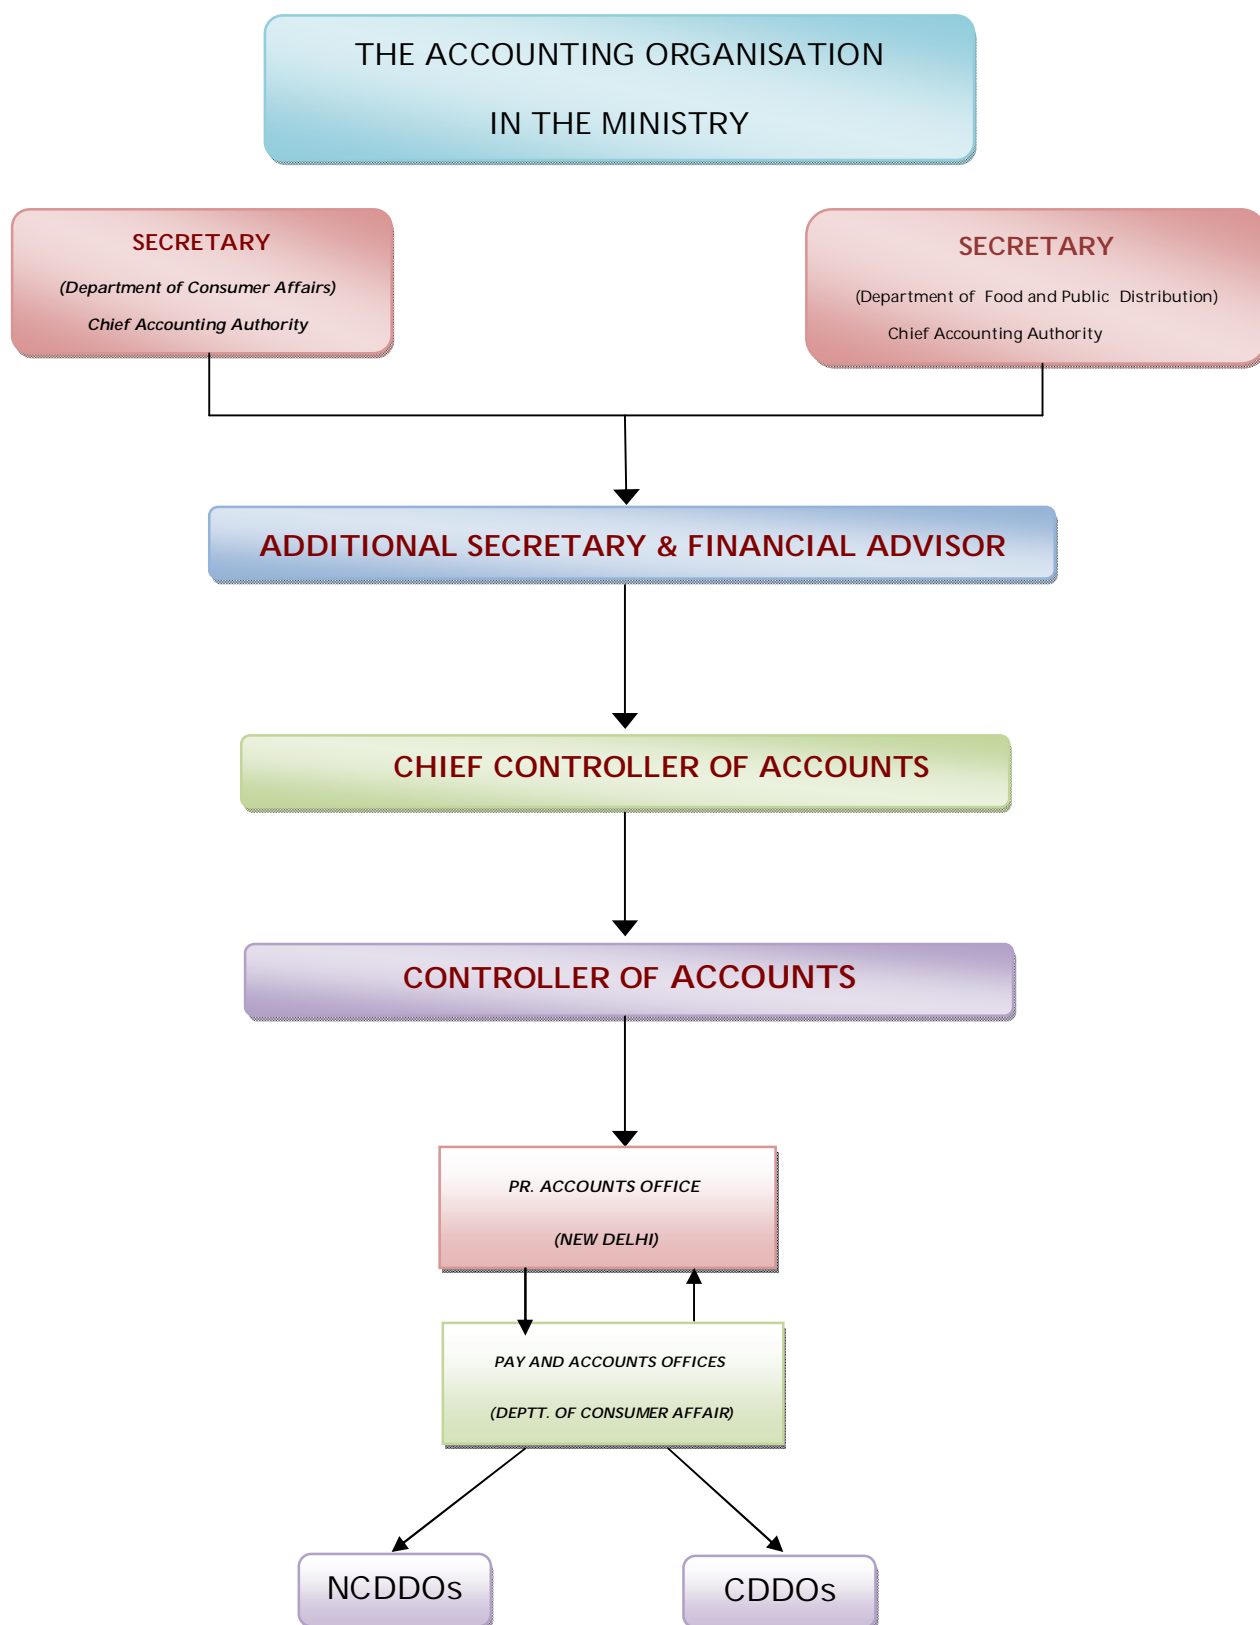 THE ACCOUNTING ORGANISATION
IN THE MINISTRY
SECRETARY
(Department of Consumer Affairs)
Chief Accounting Authority
SECRETARY
(Department of Food and Public Distribution)
Chief Accounting Authority
ADDITIONAL SECRETARY & FINANCIAL ADVISOR
CHIEF CONTROLLER OF ACCOUNTS
CONTROLLER OF ACCOUNTS
PR. ACCOUNTS OFFICE
(NEW DELHI)
PAY AND ACCOUNTS OFFICES
(DEPTT. OF CONSUMER AFFAIR)
NCDDOs
CDDOs